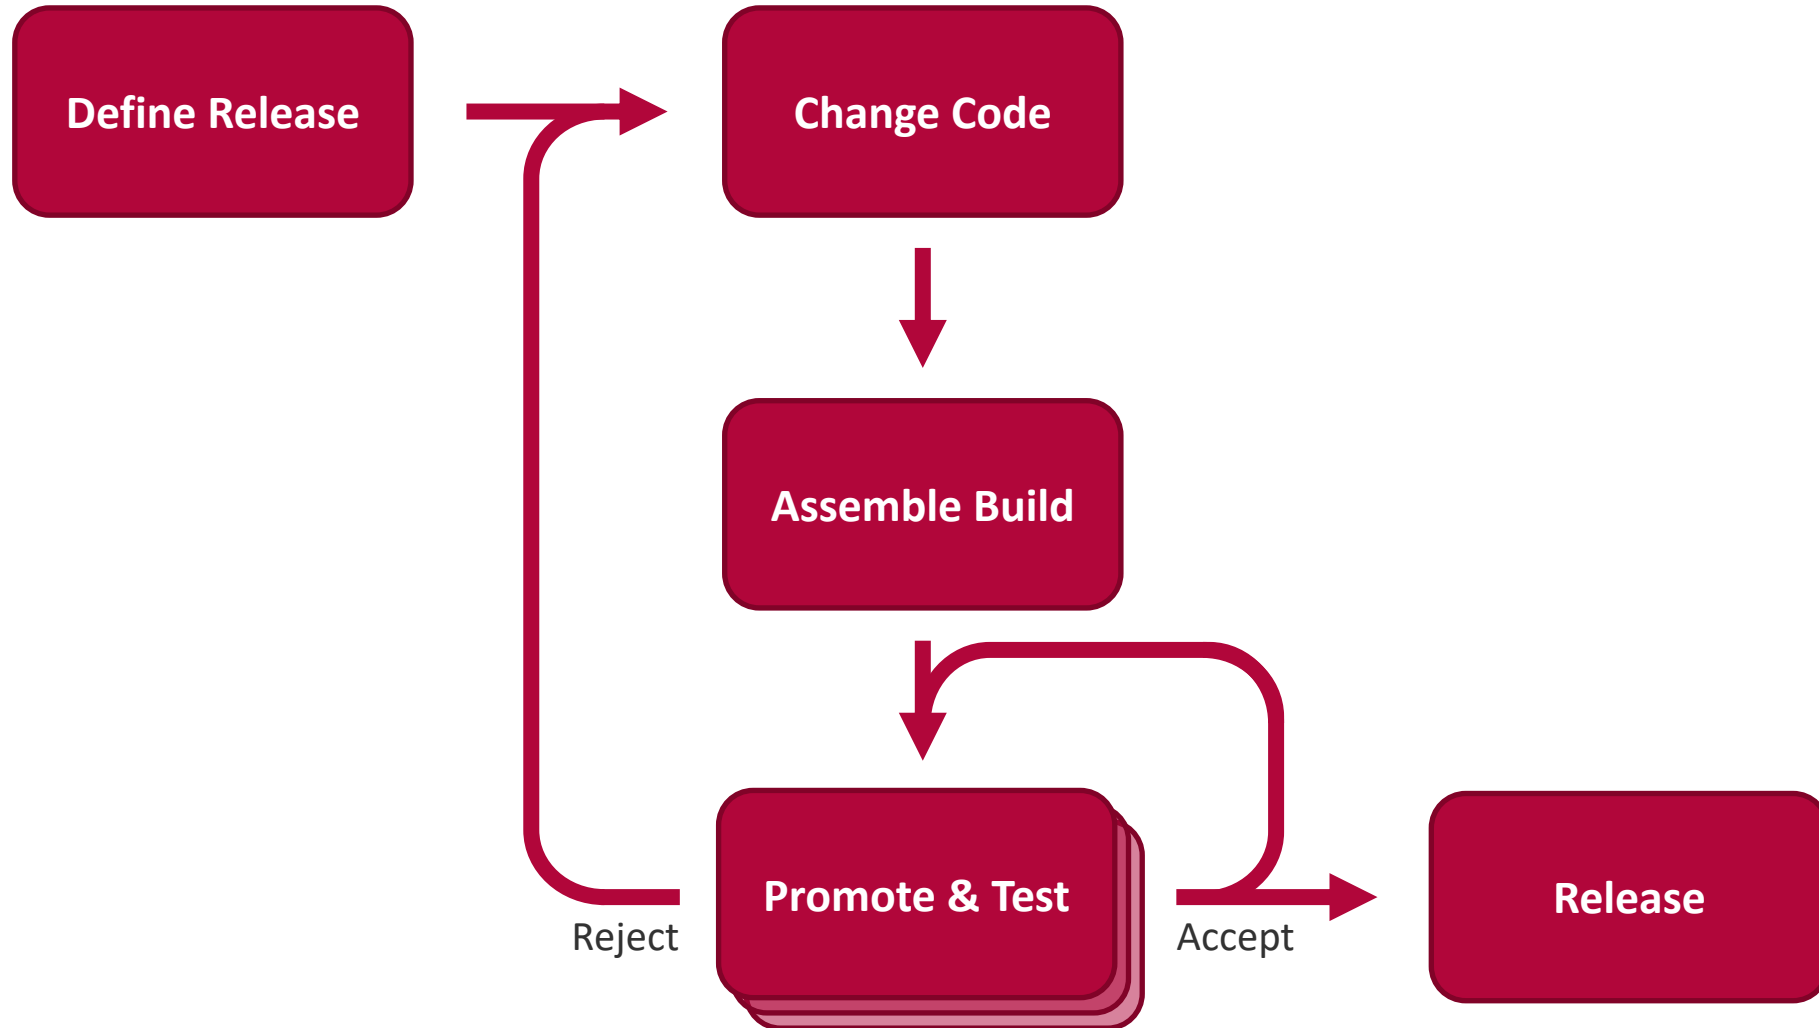 Define Release
Change Code
Assemble Build
Promote & Test
Reject
Accept
Release